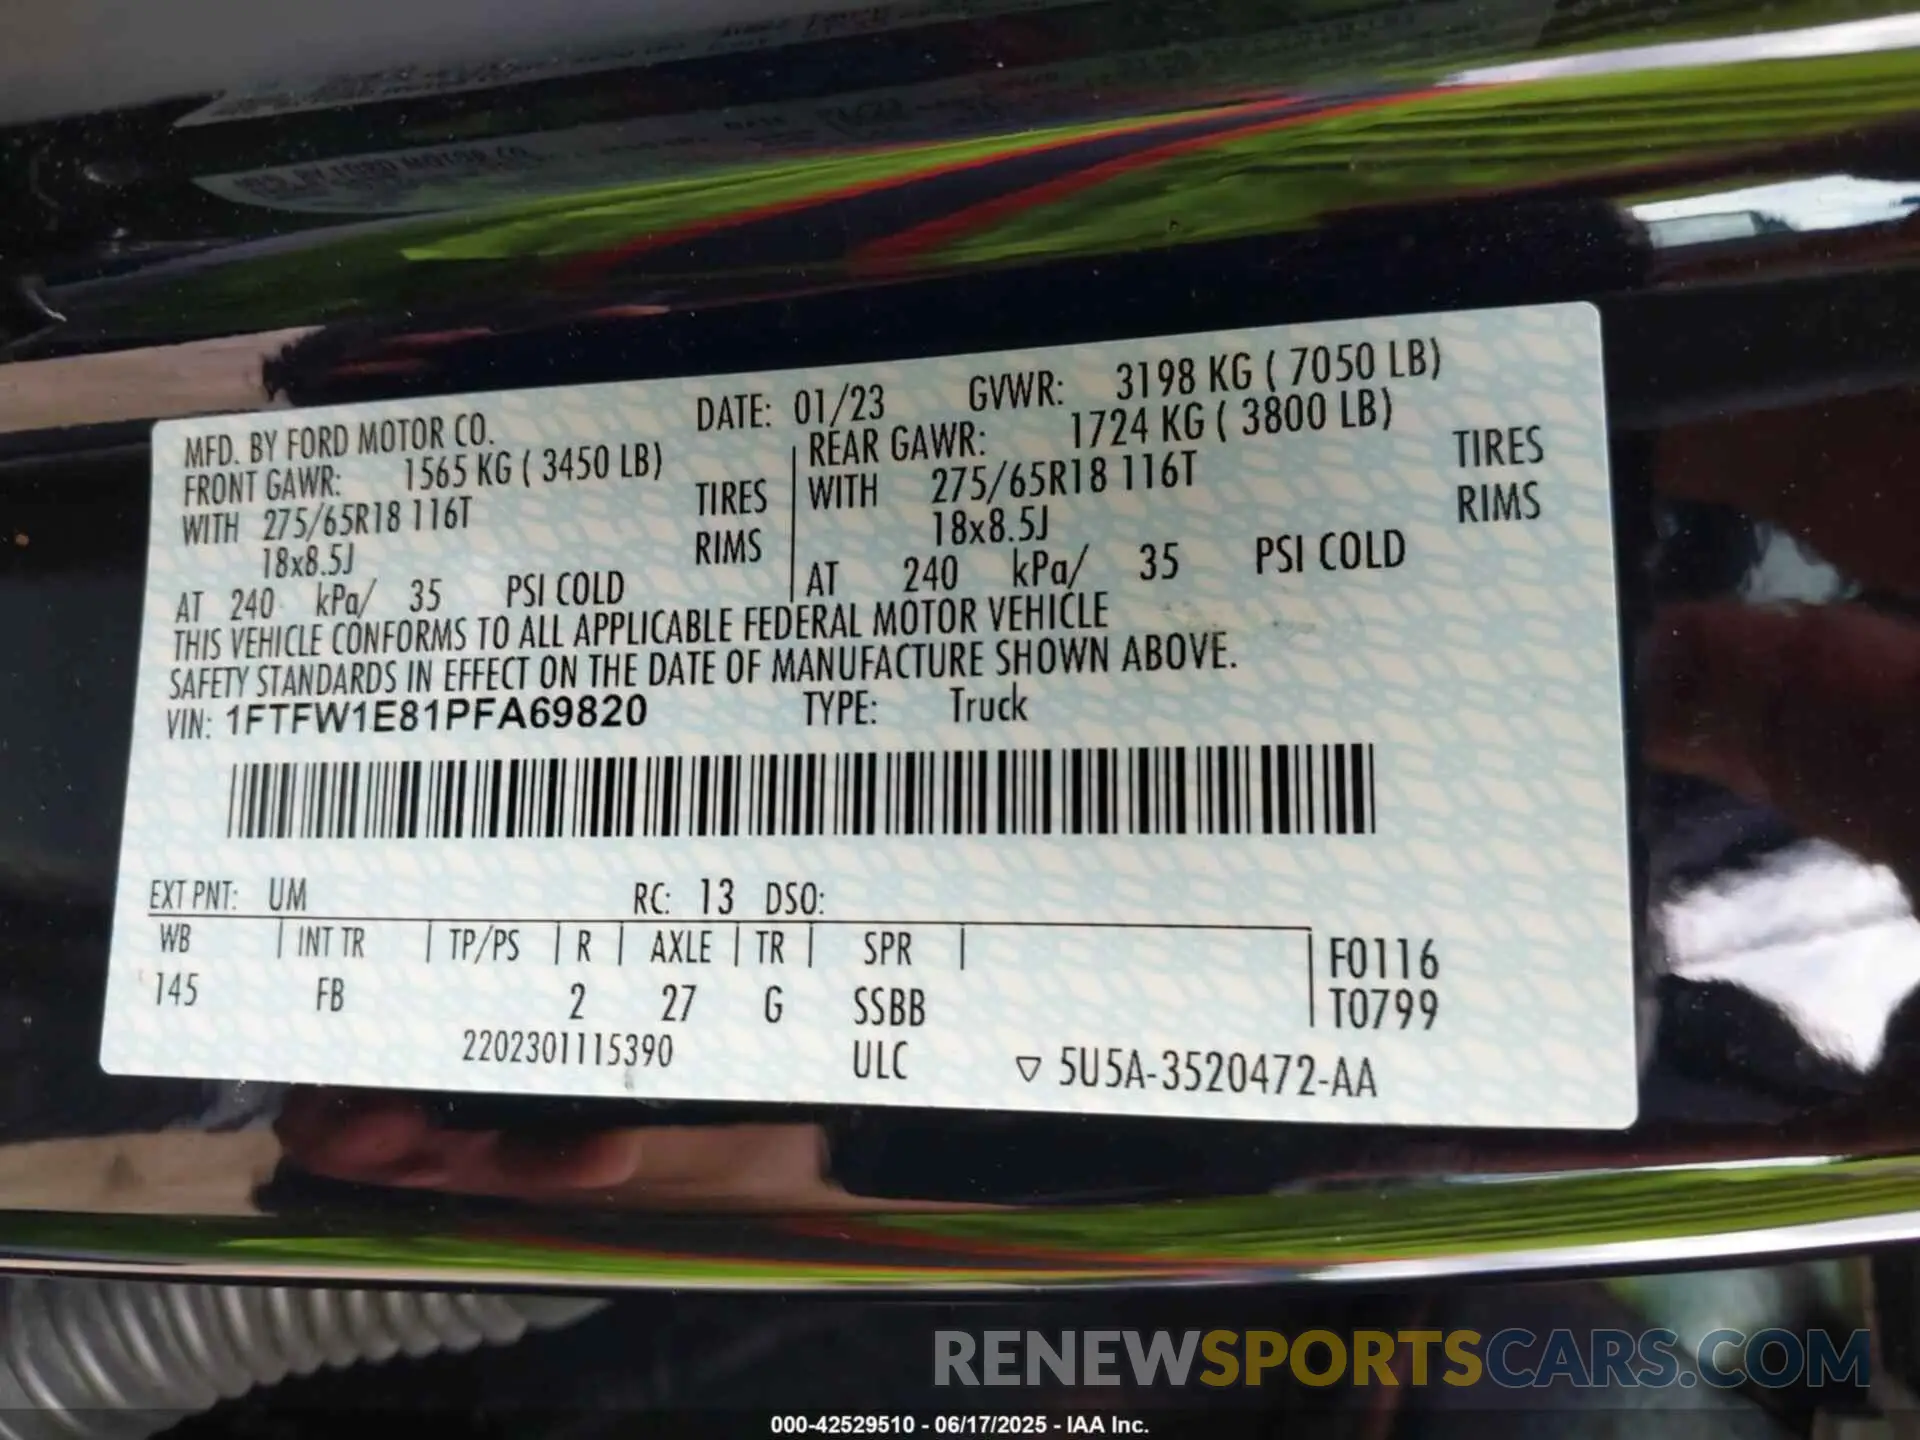 MFD. BY FORD MOTOR CO. DATE: 01/23 GVWR: 3198 KG ( 7050 LB)
FRONT GAWR: 1565 KG ( 3450 LB) REAR GAWR: 1724 KG ( 3800 LB)
WITH 275/65R18 116T TIRES WITH 275/65R18 116T TIRES
18x8.5J RIMS 18x8.5J RIMS
AT 240 kPa/ 35 PSI COLD AT 240 kPa/ 35 PSI COLD
THIS VEHICLE CONFORMS TO ALL APPLICABLE FEDERAL MOTOR VEHICLE
SAFETY STANDARDS IN EFFECT ON THE DATE OF MANUFACTURE SHOWN ABOVE.
VIN: 1FTFW1E81PFA69820 TYPE: Truck
EXT PNT: UM RC: 13 DSO:
WB INT TR TP/PS R AXLE TR SPR F0116
145 FB 2 27 G SSBB T0799
2202301115390 ULC ▽ 5U5A-3520472-AA
RENEWSPORTSCARS.COM
000-42529510 - 06/17/2025 - IAA Inc.